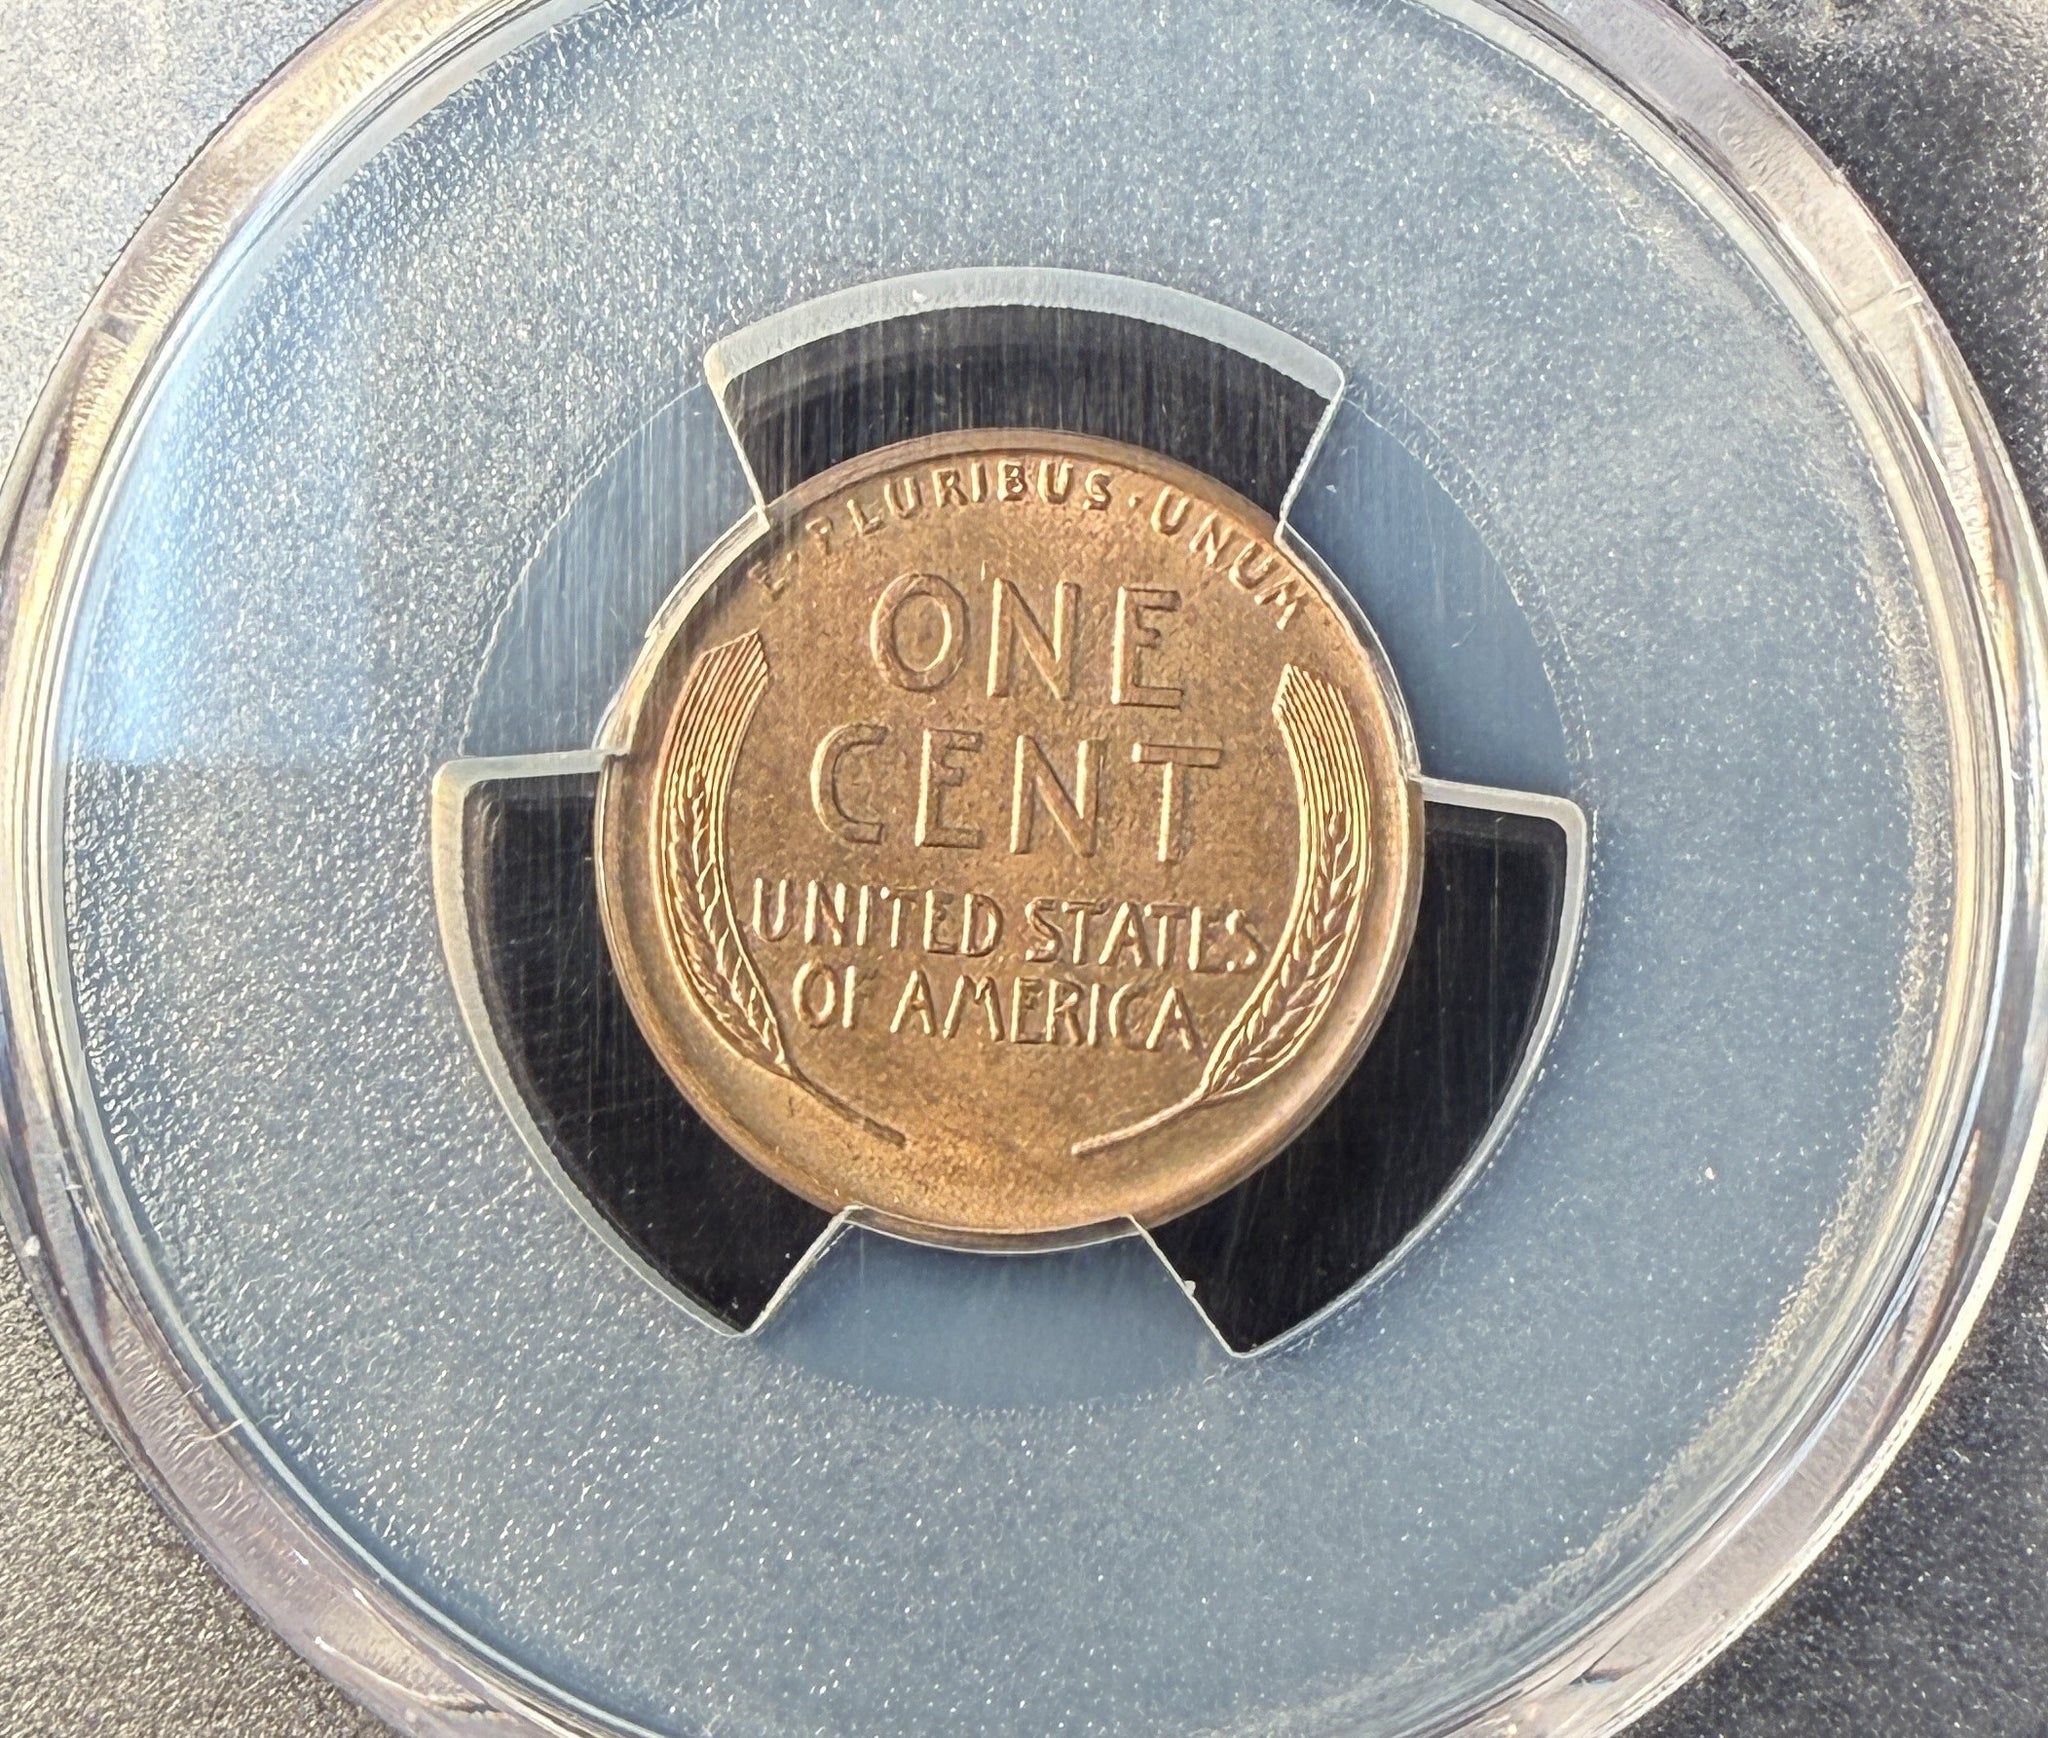 E·PLURIBUS·UNUM
ONE
CENT
UNITED STATES
OF AMERICA